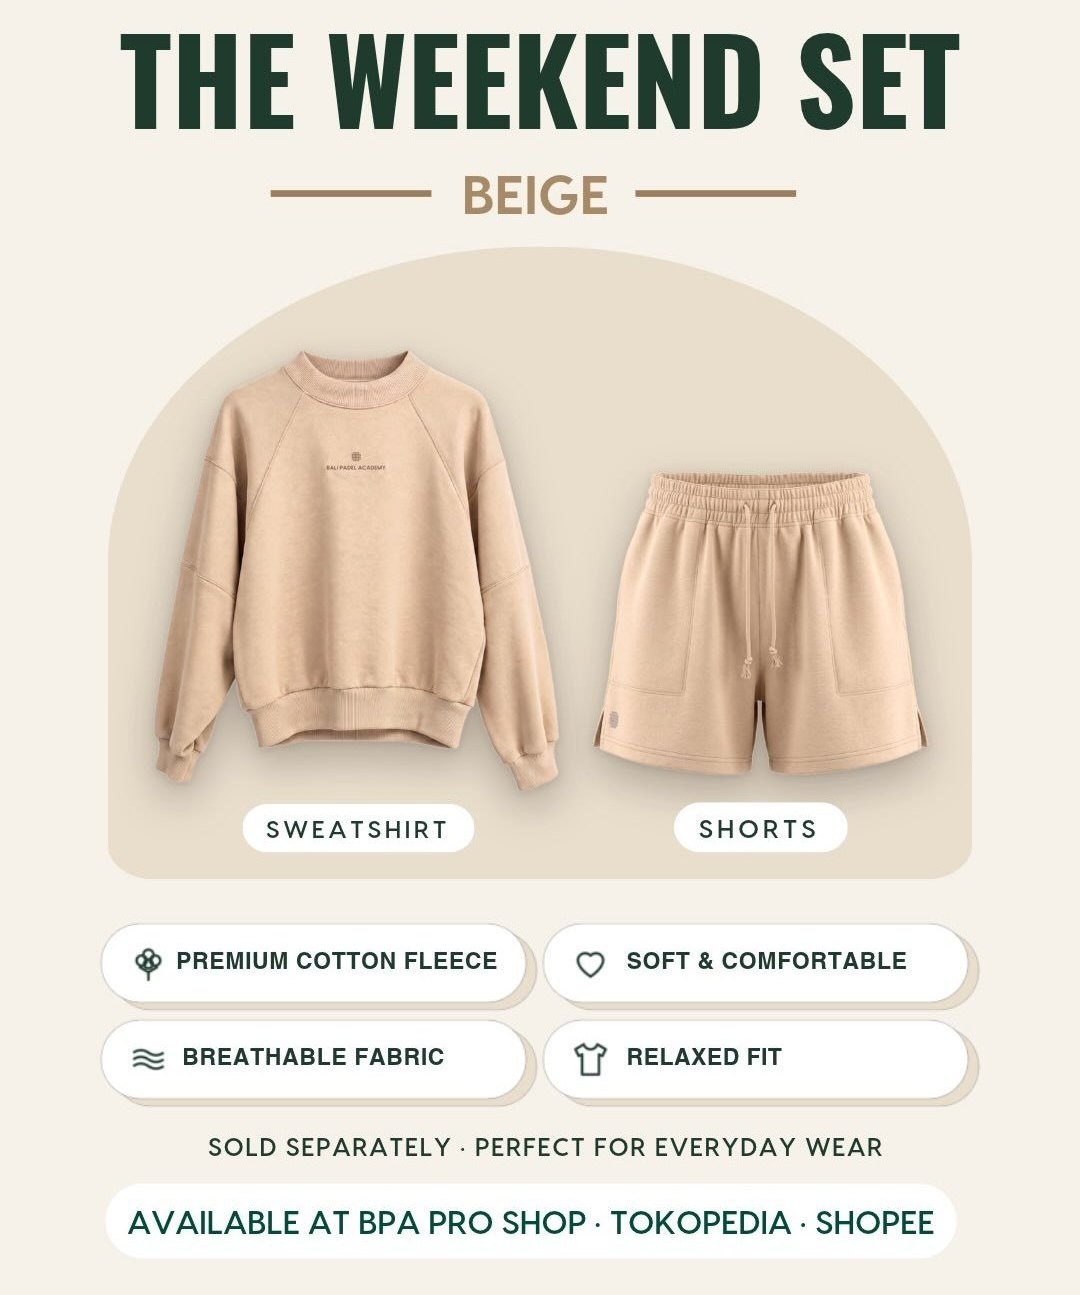 THE WEEKEND SET
BEIGE
BALI PADEL ACADEMY
SWEATSHIRT
SHORTS
PREMIUM COTTON FLEECE
SOFT & COMFORTABLE
BREATHABLE FABRIC
RELAXED FIT
SOLD SEPARATELY · PERFECT FOR EVERYDAY WEAR
AVAILABLE AT BPA PRO SHOP · TOKOPEDIA · SHOPEE